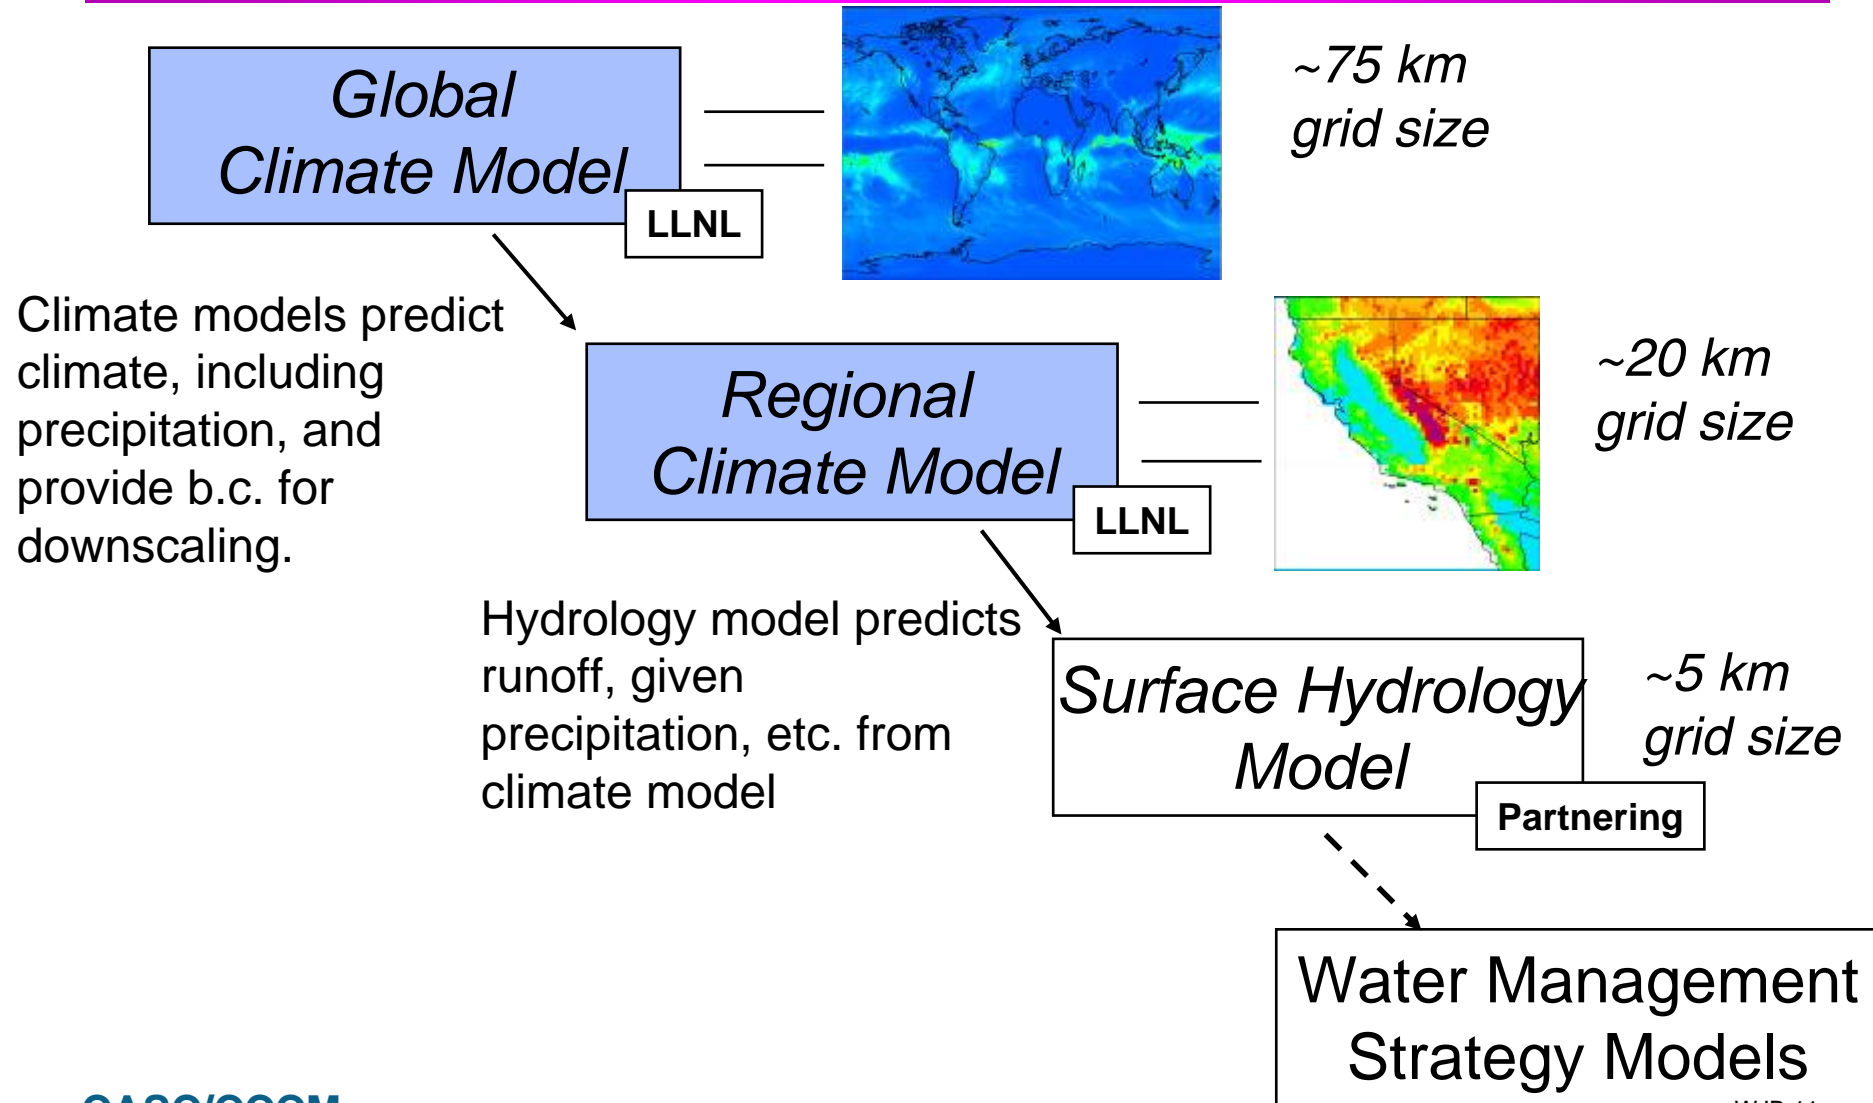 Global
Climate Model
LLNL
~75 km
grid size
Climate models predict
climate, including
precipitation, and
provide b.c. for
downscaling.
Regional
Climate Model
LLNL
~20 km
grid size
Hydrology model predicts
runoff, given
precipitation, etc. from
climate model
Surface Hydrology
Model
Partnering
~5 km
grid size
Water Management
Strategy Models